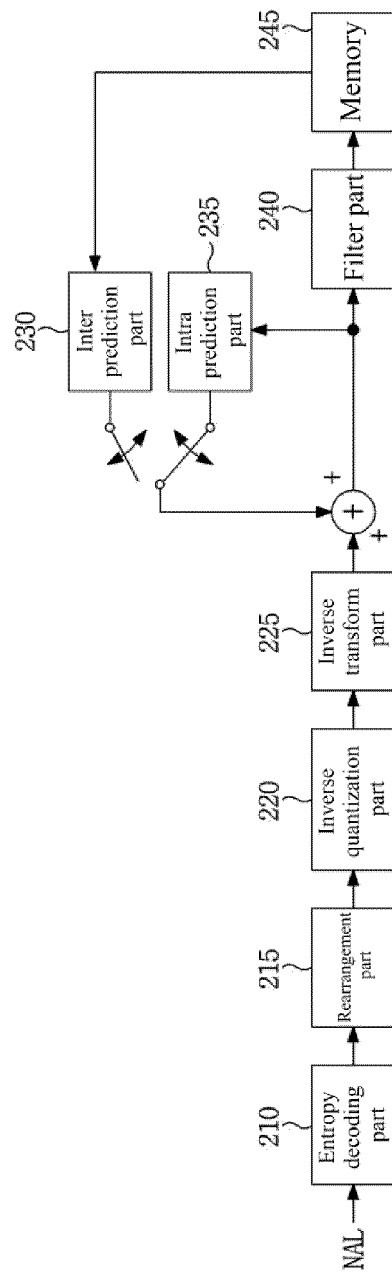 NAL
210
Entropy
decoding
part
215
Rearrangement
part
220
Inverse
quantization
part
225
Inverse
transform
part
+
+
+
230
Inter
prediction
part
235
Intra
prediction
part
240
Filter part
245
Memory